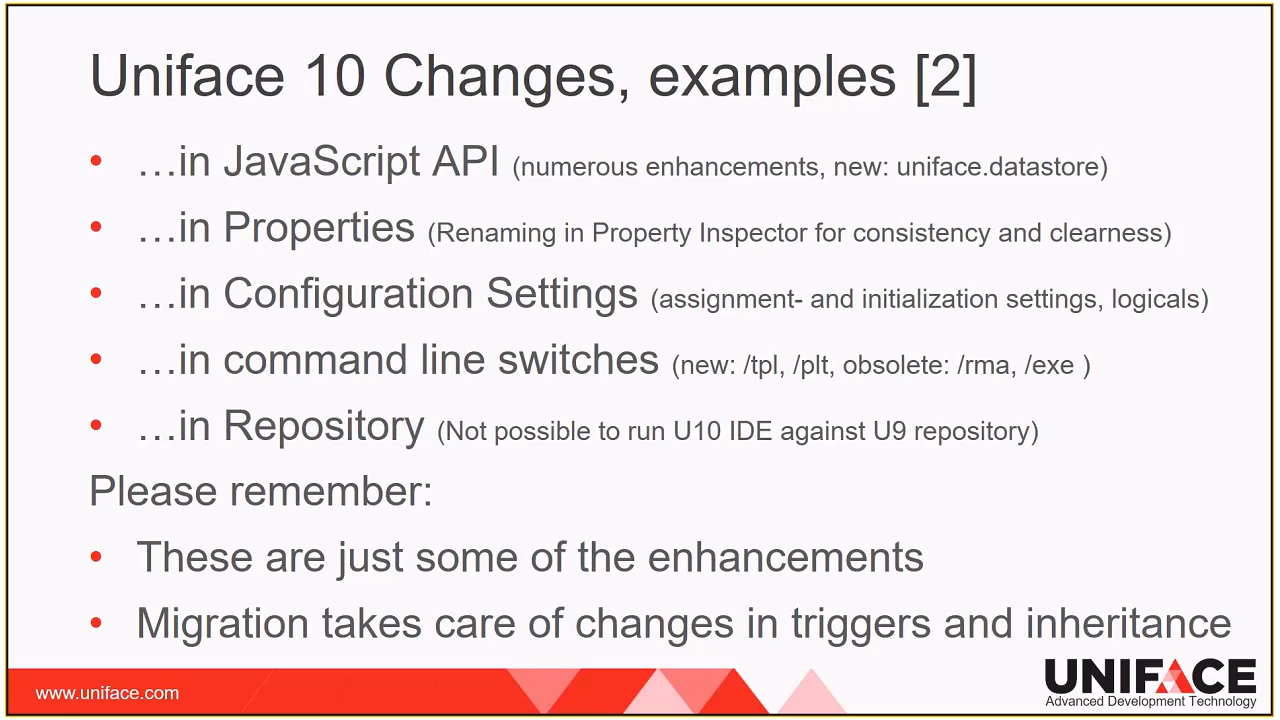 Uniface 10 Changes, examples [2]
• …in JavaScript API (numerous enhancements, new: uniface.datastore)
• …in Properties (Renaming in Property Inspector for consistency and clearness)
• …in Configuration Settings (assignment- and initialization settings, logicals)
• …in command line switches (new: /tpl, /plt, obsolete: /rma, /exe )
• …in Repository (Not possible to run U10 IDE against U9 repository)
Please remember:
• These are just some of the enhancements
• Migration takes care of changes in triggers and inheritance
www.uniface.com
UNIFACE
Advanced Development Technology